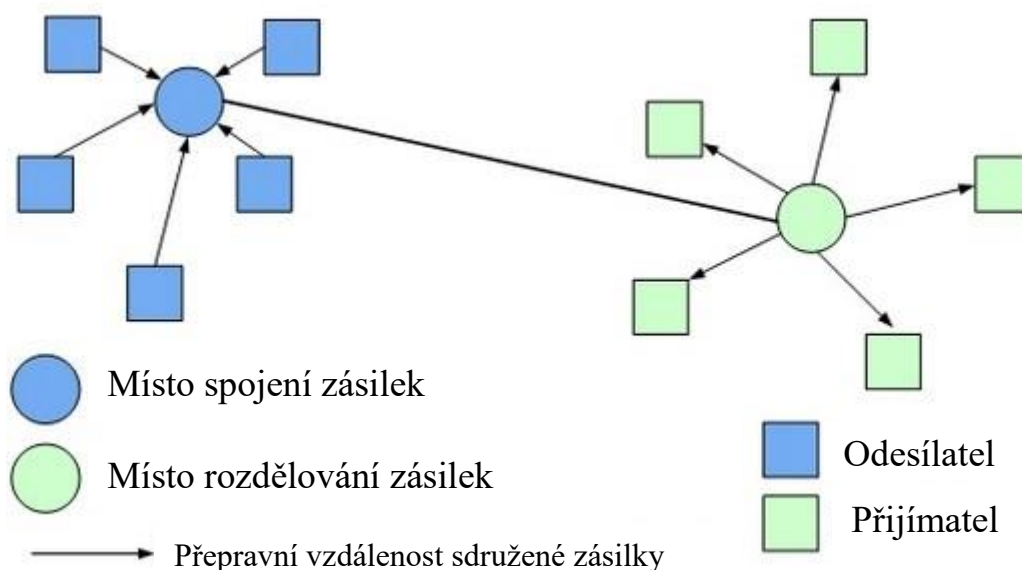 Místo spojení zásilek
Místo rozdělování zásilek
Přepravní vzdálenost sdružené zásilky
Odesílatel
Přijímatel